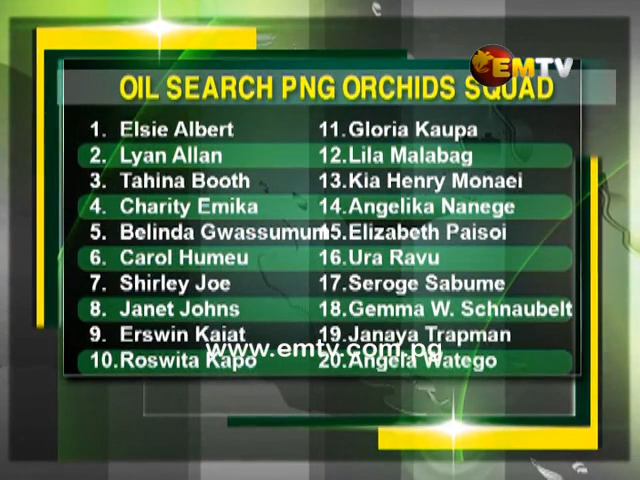 EMTV
OIL SEARCH PNG ORCHIDS SQUAD
1. Elsie Albert
2. Lyan Allan
3. Tahina Booth
4. Charity Emika
5. Belinda Gwassumum
6. Carol Humeu
7. Shirley Joe
8. Janet Johns
9. Erswin Kaiat
10. Roswita Kapo
11. Gloria Kaupa
12. Lila Malabag
13. Kia Henry Monaei
14. Angelika Nanege
15. Elizabeth Paisoi
16. Ura Ravu
17. Seroge Sabume
18. Gemma W. Schnaubelt
19. Janaya Trapman
20. Angela Watego
www.emtv.com.pg